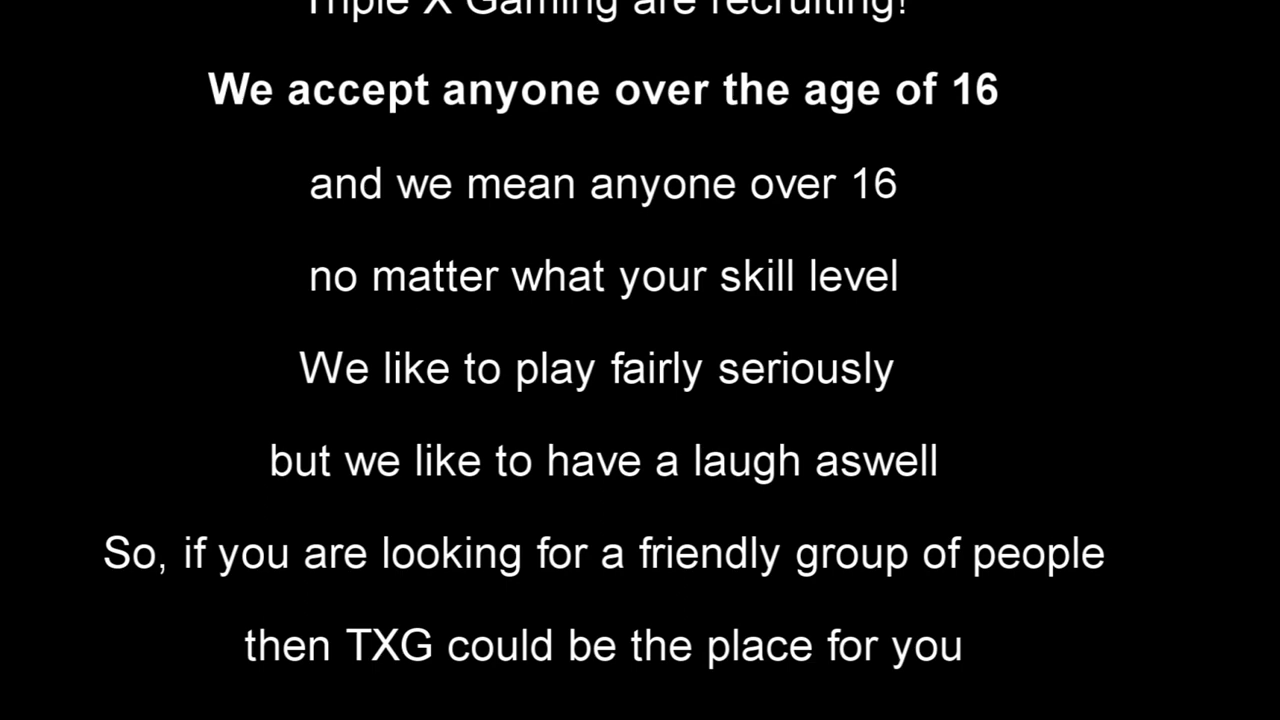 Triple X Gaming are recruiting!
We accept anyone over the age of 16
and we mean anyone over 16
no matter what your skill level
We like to play fairly seriously
but we like to have a laugh aswell
So, if you are looking for a friendly group of people
then TXG could be the place for you